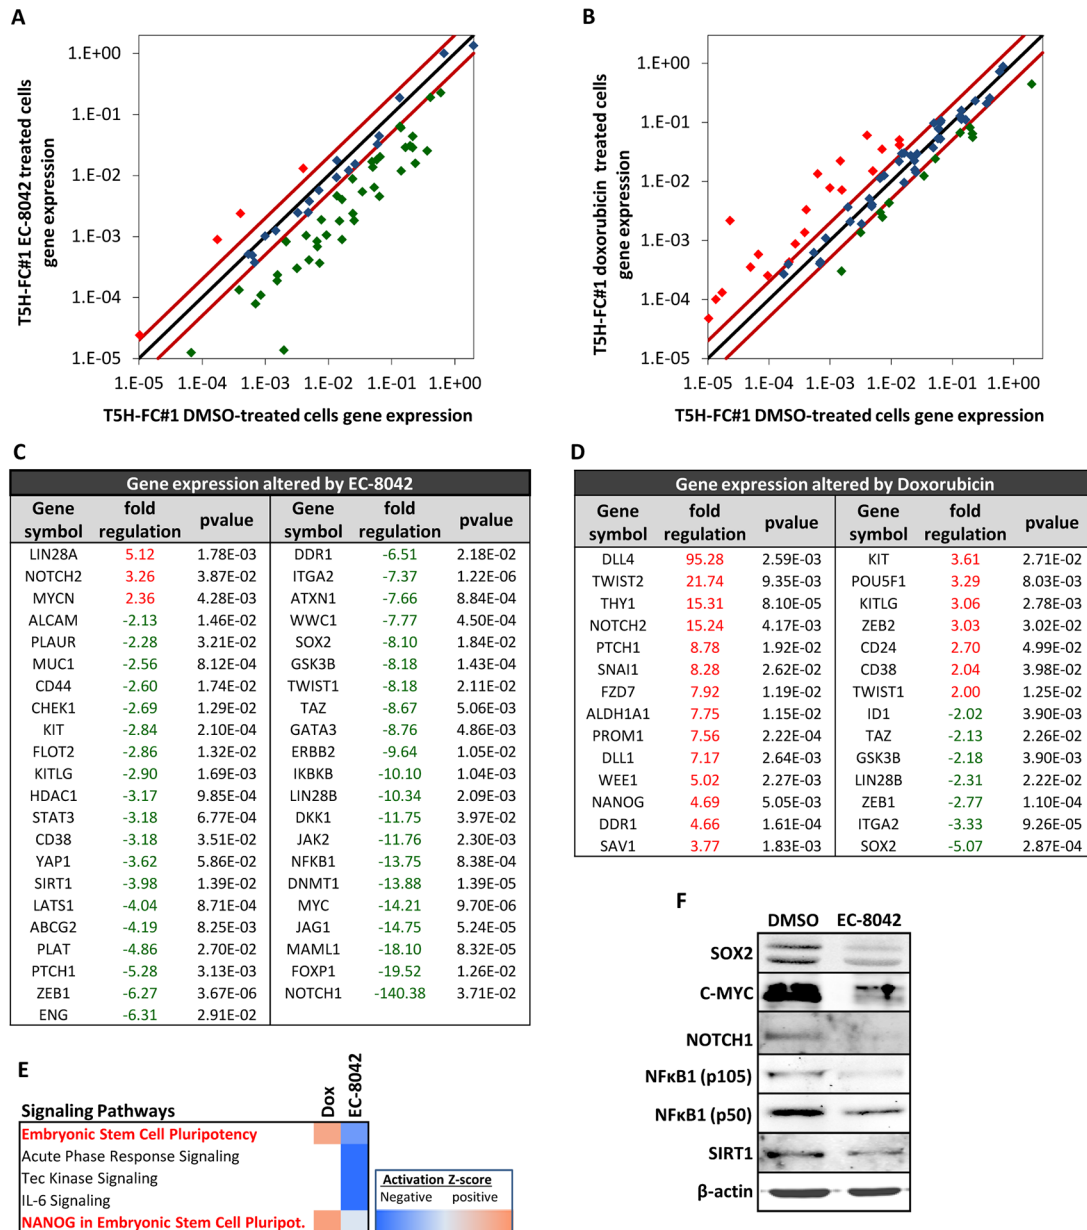 A
B
1.E+00
1.E-01
1.E-02
1.E-03
1.E-04
1.E-05
T5H-FC#1 EC-8042 treated cells
gene expression
1.E-05 1.E-04 1.E-03 1.E-02 1.E-01 1.E+00
T5H-FC#1 DMSO-treated cells gene expression
1.E+00
1.E-01
1.E-02
1.E-03
1.E-04
1.E-05
T5H-FC#1 doxorubicin treated cells
gene expression
1.E-05 1.E-04 1.E-03 1.E-02 1.E-01 1.E+00
T5H-FC#1 DMSO-treated cells gene expression
C
Gene expression altered by EC-8042
Gene symbol fold regulation pvalue Gene symbol fold regulation pvalue
LIN28A 5.12 1.78E-03 DDR1 -6.51 2.18E-02
NOTCH2 3.26 3.87E-02 ITGA2 -7.37 1.22E-06
MYCN 2.36 4.28E-03 ATXN1 -7.66 8.84E-04
ALCAM -2.13 1.46E-02 WWC1 -7.77 4.50E-04
PLAUR -2.28 3.21E-02 SOX2 -8.10 1.84E-02
MUC1 -2.56 8.12E-04 GSK3B -8.18 1.43E-04
CD44 -2.60 1.74E-02 TWIST1 -8.18 2.11E-02
CHEK1 -2.69 1.29E-02 TAZ -8.67 5.06E-03
KIT -2.84 2.10E-04 GATA3 -8.76 4.86E-03
FLOT2 -2.86 1.32E-02 ERBB2 -9.64 1.05E-02
KITLG -2.90 1.69E-03 IKBKB -10.10 1.04E-03
HDAC1 -3.17 9.85E-04 LIN28B -10.34 2.09E-03
STAT3 -3.18 6.77E-04 DKK1 -11.75 3.97E-02
CD38 -3.18 3.51E-02 JAK2 -11.76 2.30E-03
YAP1 -3.62 5.86E-02 NFKB1 -13.75 8.38E-04
SIRT1 -3.98 1.39E-02 DNMT1 -13.88 1.39E-05
LATS1 -4.04 8.71E-04 MYC -14.21 9.70E-06
ABCG2 -4.19 8.25E-03 JAG1 -14.75 5.24E-05
PLAT -4.86 2.70E-02 MAML1 -18.10 8.32E-05
PTCH1 -5.28 3.13E-03 FOXP1 -19.52 1.26E-02
ZEB1 -6.27 3.67E-06 NOTCH1 -140.38 3.71E-02
ENG -6.31 2.91E-02
D
Gene expression altered by Doxorubicin
Gene symbol fold regulation pvalue Gene symbol fold regulation pvalue
DLL4 95.28 2.59E-03 KIT 3.61 2.71E-02
TWIST2 21.74 9.35E-03 POU5F1 3.29 8.03E-03
THY1 15.31 8.10E-05 KITLG 3.06 2.78E-03
NOTCH2 15.24 4.17E-03 ZEB2 3.03 3.02E-02
PTCH1 8.78 1.92E-02 CD24 2.70 4.99E-02
SNAI1 8.28 2.62E-02 CD38 2.04 3.98E-02
FZD7 7.92 1.19E-02 TWIST1 2.00 1.25E-02
ALDH1A1 7.75 1.15E-02 ID1 -2.02 3.90E-03
PROM1 7.56 2.22E-04 TAZ -2.13 2.26E-02
DLL1 7.17 2.64E-03 GSK3B -2.18 3.90E-03
WEE1 5.02 2.27E-03 LIN28B -2.31 2.22E-02
NANOG 4.69 5.05E-03 ZEB1 -2.77 1.10E-04
DDR1 4.66 1.61E-04 ITGA2 -3.33 9.26E-05
SAV1 3.77 1.83E-03 SOX2 -5.07 2.87E-04
E
Signaling Pathways Dox EC-8042
Embryonic Stem Cell Pluripotency
Acute Phase Response Signaling
Tec Kinase Signaling
IL-6 Signaling
NANOG in Embryonic Stem Cell Pluripot.
Activation Z-score
Negative positive
F
DMSO EC-8042
SOX2
C-MYC
NOTCH1
NFκB1 (p105)
NFκB1 (p50)
SIRT1
β-actin